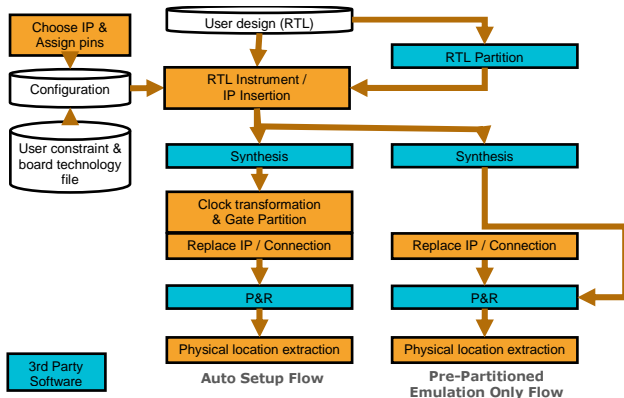 Choose IP &
Assign pins
User design (RTL)
RTL Partition
Configuration
RTL Instrument /
IP Insertion
User constraint &
board technology
file
Synthesis
Synthesis
Clock transformation
& Gate Partition
Replace IP / Connection
Replace IP / Connection
P&R
P&R
Physical location extraction
Physical location extraction
3rd Party
Software
Auto Setup Flow
Pre-Partitioned
Emulation Only Flow